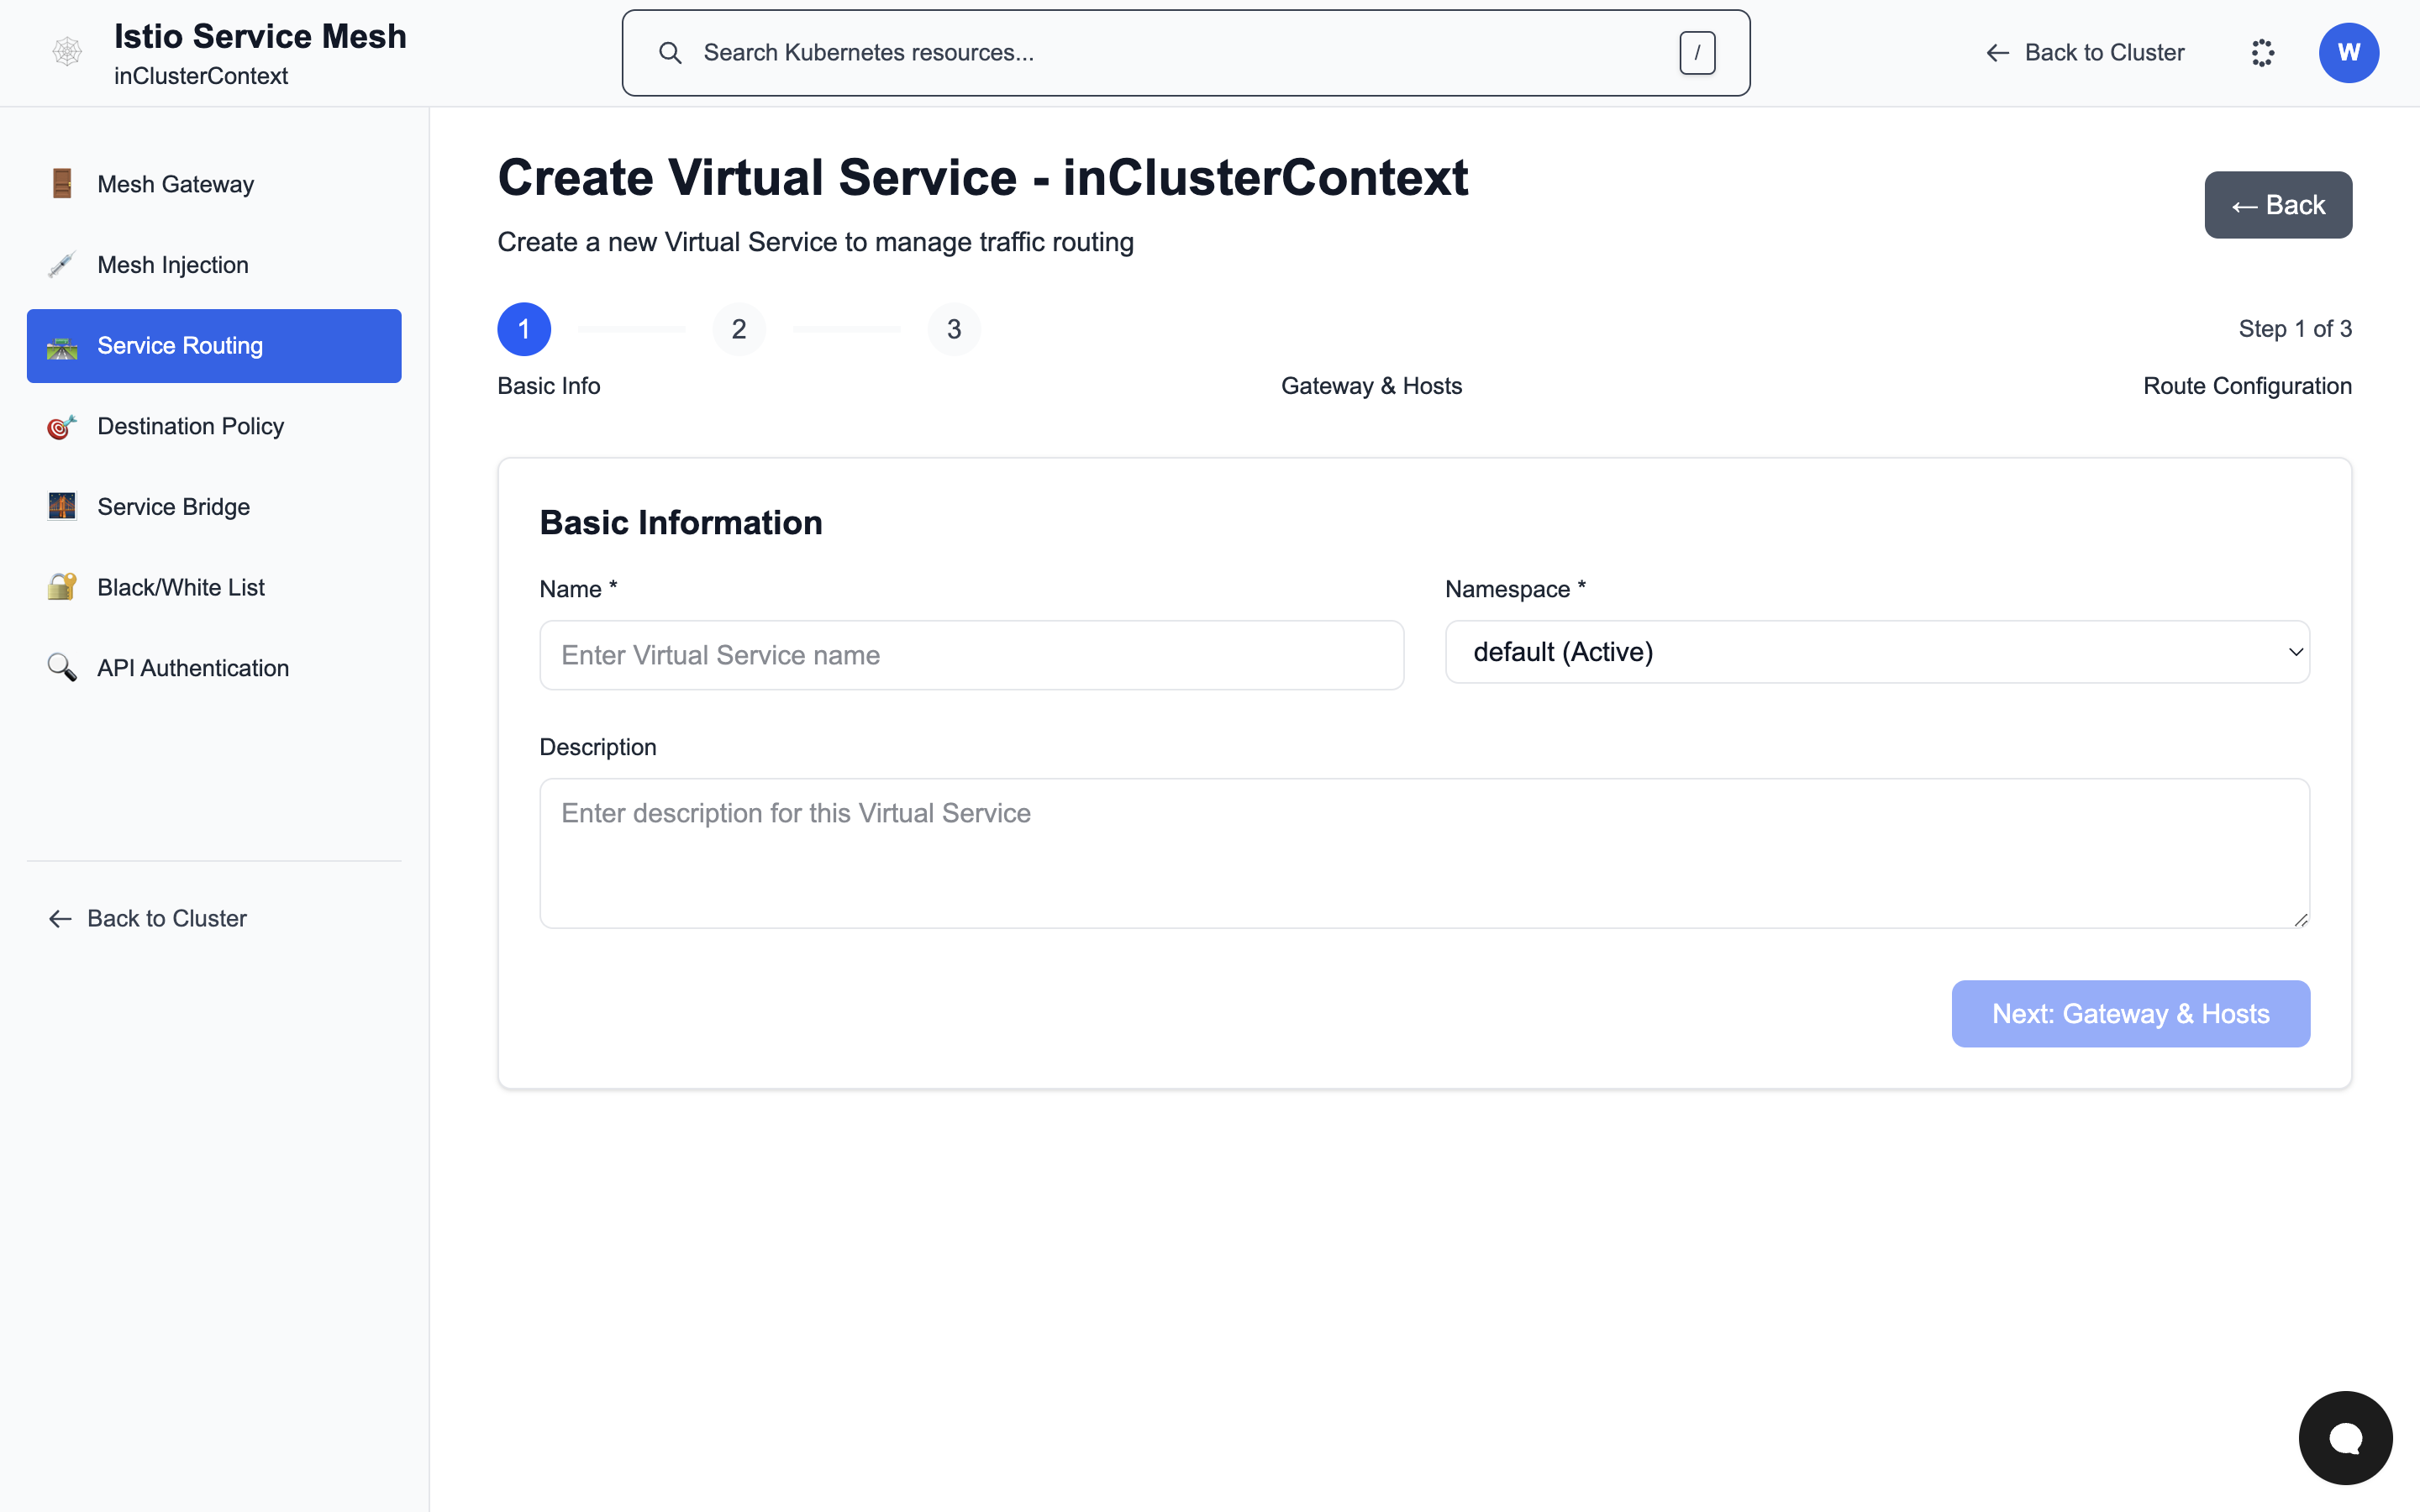 Istio Service Mesh
inClusterContext
Search Kubernetes resources...
/
← Back to Cluster
W
Mesh Gateway
Mesh Injection
Service Routing
Destination Policy
Service Bridge
Black/White List
API Authentication
← Back to Cluster
Create Virtual Service - inClusterContext
Create a new Virtual Service to manage traffic routing
← Back
1
2
3
Step 1 of 3
Basic Info
Gateway & Hosts
Route Configuration
Basic Information
Name *
Namespace *
Enter Virtual Service name
default (Active)
Description
Enter description for this Virtual Service
Next: Gateway & Hosts